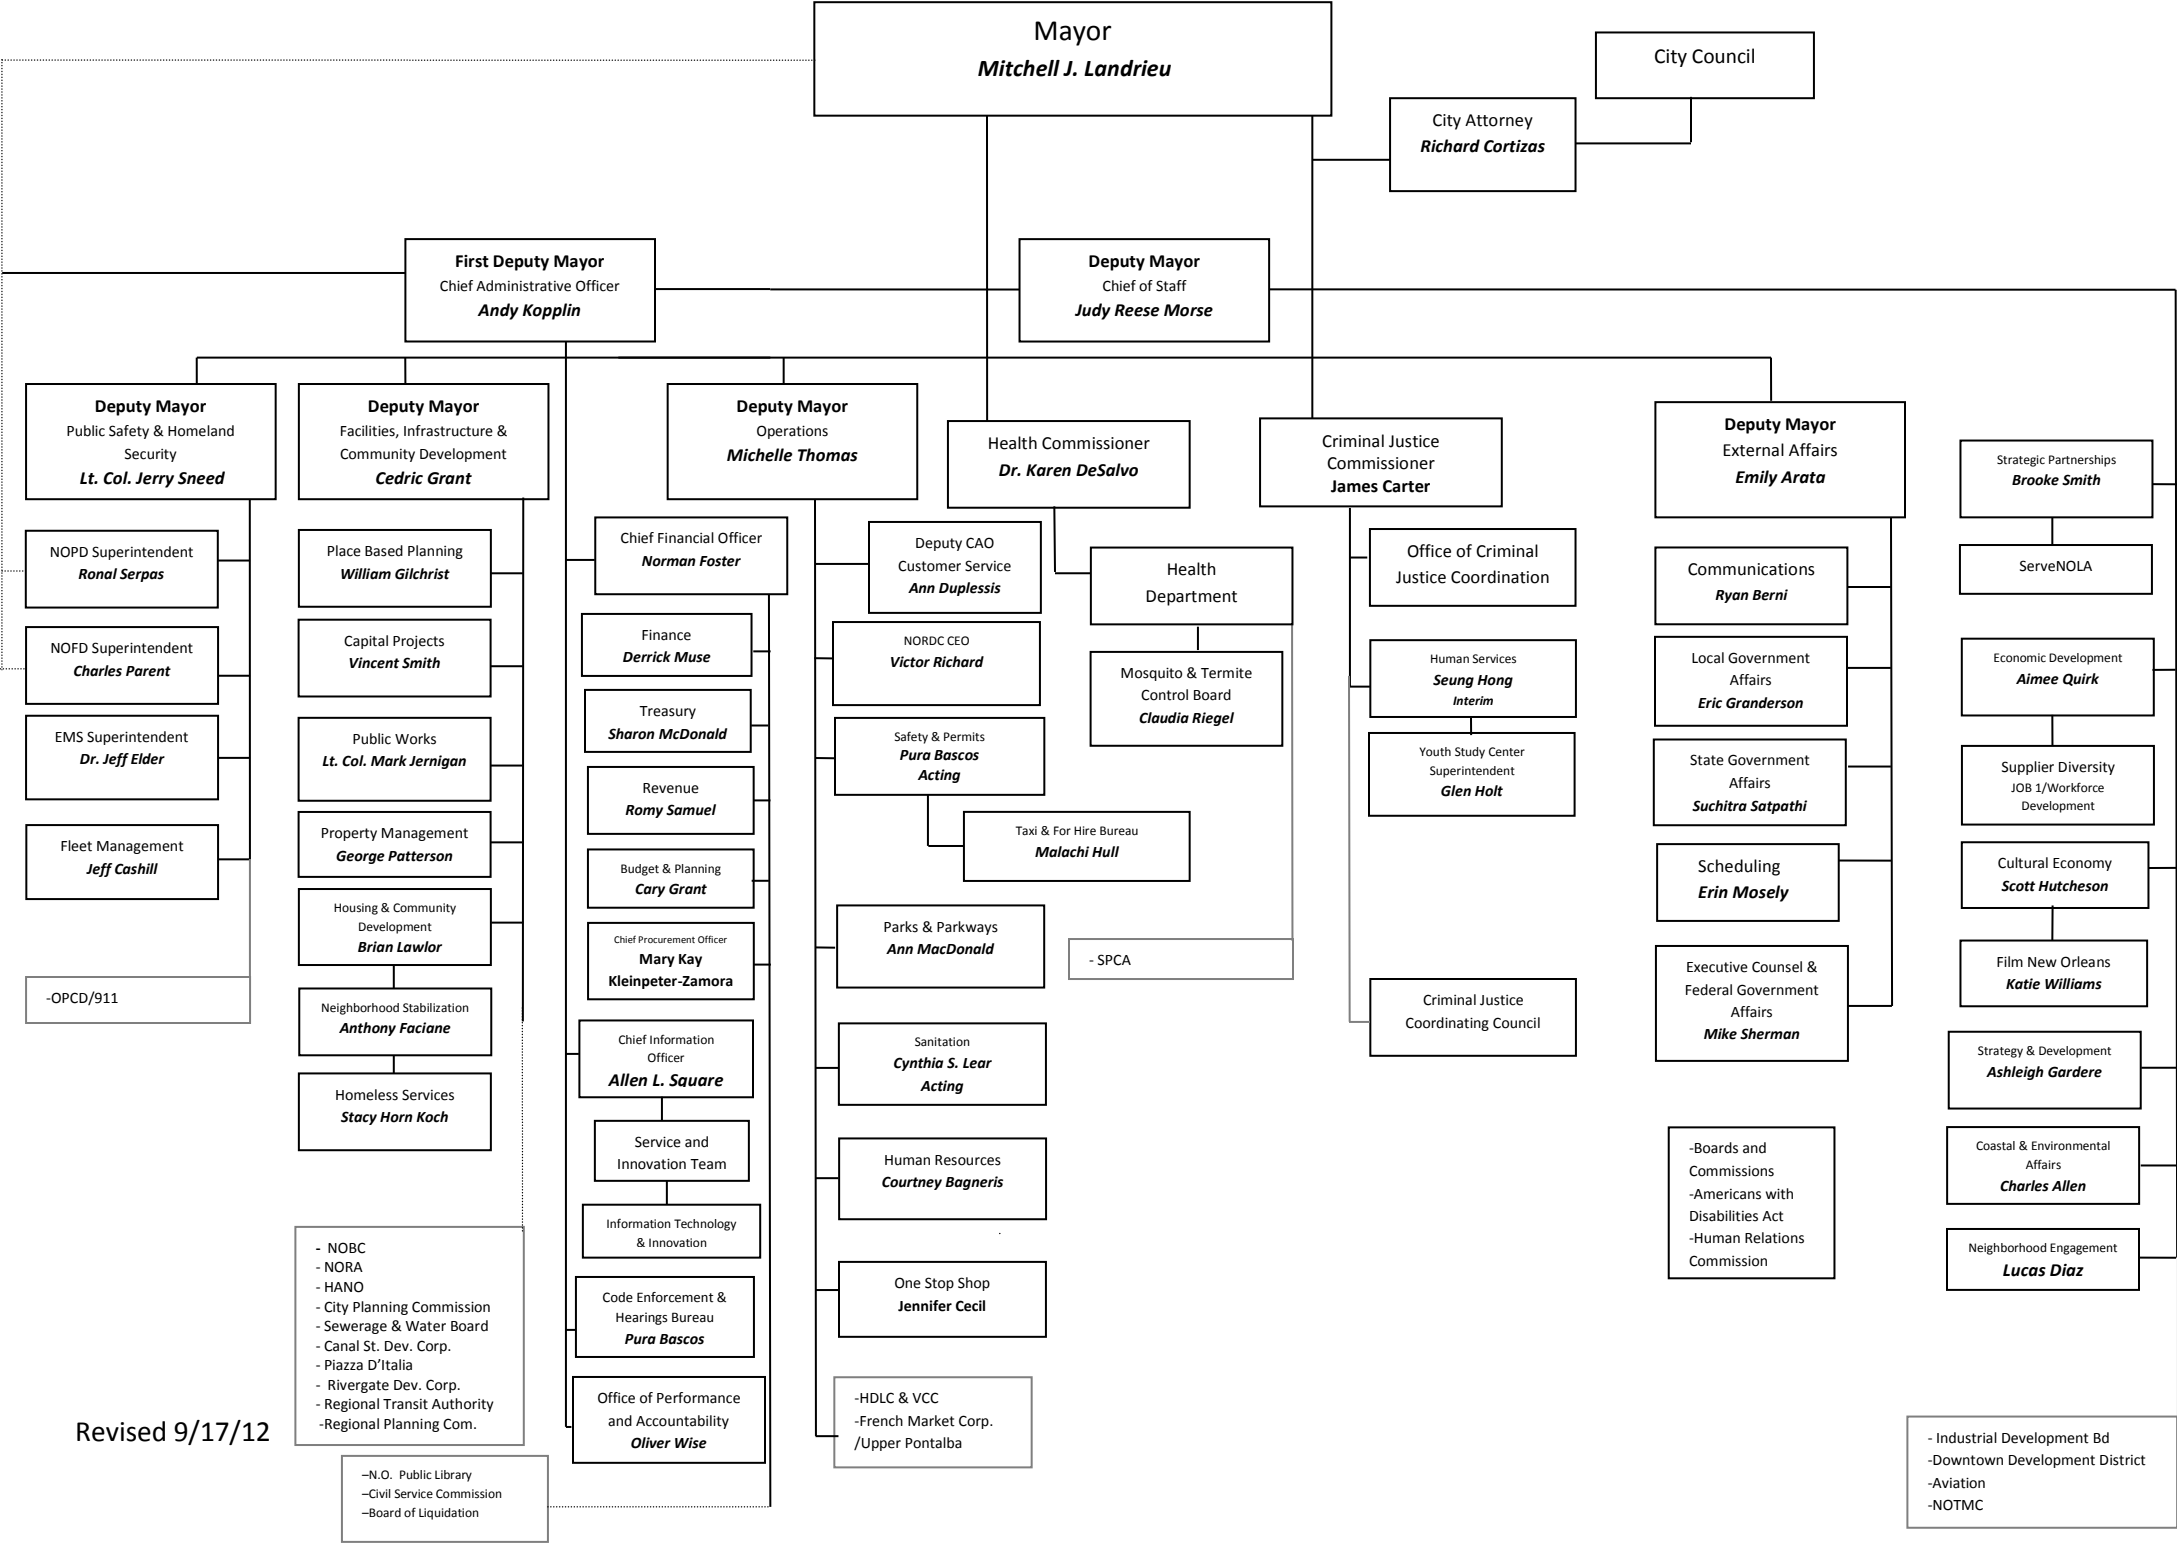 Mayor
Mitchell J. Landrieu
City Council
City Attorney
Richard Cortizas
First Deputy Mayor
Chief Administrative Officer
Andy Kopplin
Deputy Mayor
Chief of Staff
Judy Reese Morse
Deputy Mayor
Public Safety & Homeland
Security
Lt. Col. Jerry Sneed
NOPD Superintendent
Ronal Serpas
NOFD Superintendent
Charles Parent
EMS Superintendent
Dr. Jeff Elder
Fleet Management
Jeff Cashill
-OPCD/911
Deputy Mayor
Facilities, Infrastructure &
Community Development
Cedric Grant
Place Based Planning
William Gilchrist
Capital Projects
Vincent Smith
Public Works
Lt. Col. Mark Jernigan
Property Management
George Patterson
Housing & Community
Development
Brian Lawlor
Neighborhood Stabilization
Anthony Faciane
Homeless Services
Stacy Horn Koch
- NOBC
- NORA
- HANO
- City Planning Commission
- Sewerage & Water Board
- Canal St. Dev. Corp.
- Piazza D’Italia
- Rivergate Dev. Corp.
- Regional Transit Authority
-Regional Planning Com.
Chief Financial Officer
Norman Foster
Finance
Derrick Muse
Treasury
Sharon McDonald
Revenue
Romy Samuel
Budget & Planning
Cary Grant
Chief Procurement Officer
Mary Kay
Kleinpeter-Zamora
Chief Information
Officer
Allen L. Square
Service and
Innovation Team
Information Technology
& Innovation
Code Enforcement &
Hearings Bureau
Pura Bascos
Office of Performance
and Accountability
Oliver Wise
–N.O. Public Library
–Civil Service Commission
–Board of Liquidation
Deputy Mayor
Operations
Michelle Thomas
Deputy CAO
Customer Service
Ann Duplessis
NORDC CEO
Victor Richard
Safety & Permits
Pura Bascos
Acting
Taxi & For Hire Bureau
Malachi Hull
Parks & Parkways
Ann MacDonald
Sanitation
Cynthia S. Lear
Acting
Human Resources
Courtney Bagneris
.
One Stop Shop
Jennifer Cecil
-HDLC & VCC
-French Market Corp.
/Upper Pontalba
Health Commissioner
Dr. Karen DeSalvo
Health
Department
Mosquito & Termite
Control Board
Claudia Riegel
- SPCA
Criminal Justice
Commissioner
James Carter
Office of Criminal
Justice Coordination
Human Services
Seung Hong
Interim
Youth Study Center
Superintendent
Glen Holt
Criminal Justice
Coordinating Council
Deputy Mayor
External Affairs
Emily Arata
Communications
Ryan Berni
Local Government
Affairs
Eric Granderson
State Government
Affairs
Suchitra Satpathi
Scheduling
Erin Mosely
Executive Counsel &
Federal Government
Affairs
Mike Sherman
-Boards and
Commissions
-Americans with
Disabilities Act
-Human Relations
Commission
Strategic Partnerships
Brooke Smith
ServeNOLA
Economic Development
Aimee Quirk
Supplier Diversity
JOB 1/Workforce
Development
Cultural Economy
Scott Hutcheson
Film New Orleans
Katie Williams
Strategy & Development
Ashleigh Gardere
Coastal & Environmental
Affairs
Charles Allen
Neighborhood Engagement
Lucas Diaz
- Industrial Development Bd
-Downtown Development District
-Aviation
-NOTMC
Revised 9/17/12